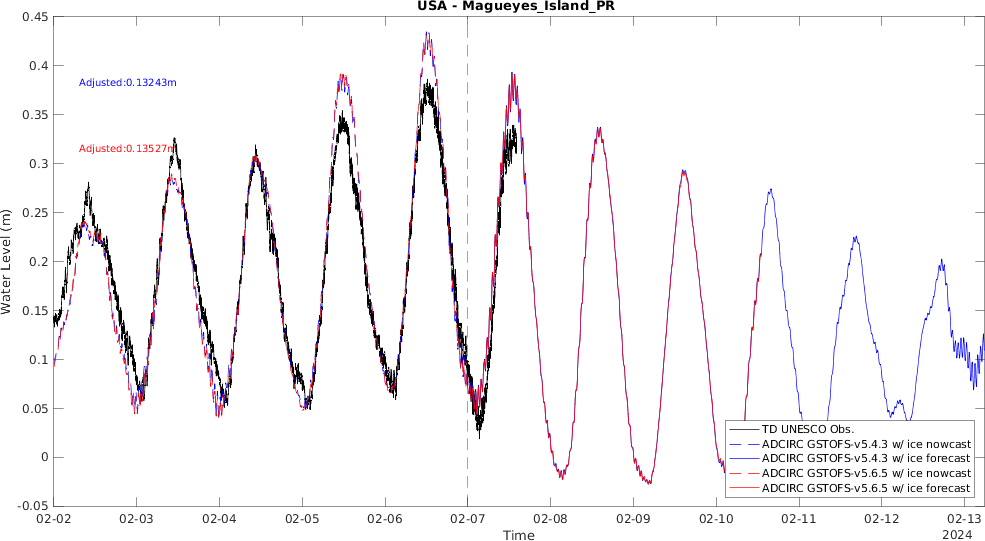 USA - Magueyes_Island_PR
0.45
0.4
0.35
0.3
0.25
0.2
0.15
0.1
0.05
0
-0.05
Water Level (m)
Adjusted:0.13243m
Adjusted:0.13527m
TD UNESCO Obs.
ADCIRC GSTOFS-v5.4.3 w/ ice nowcast
ADCIRC GSTOFS-v5.4.3 w/ ice forecast
ADCIRC GSTOFS-v5.6.5 w/ ice nowcast
ADCIRC GSTOFS-v5.6.5 w/ ice forecast
02-02 02-03 02-04 02-05 02-06 02-07 02-08 02-09 02-10 02-11 02-12 02-13
Time
2024